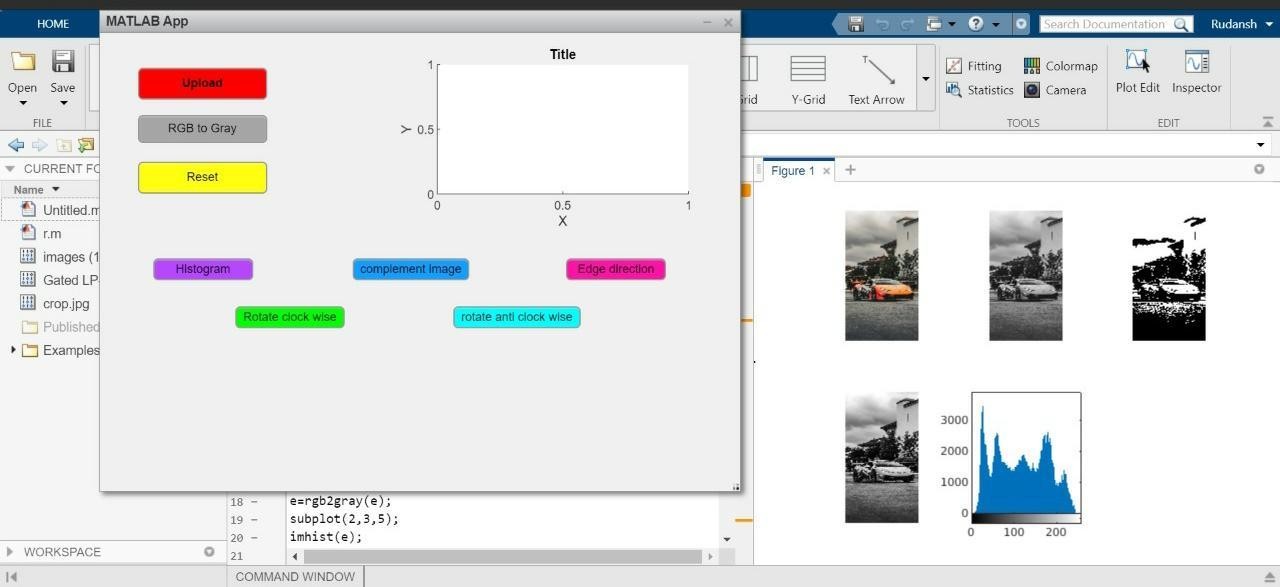 HOME
MATLAB App
Search Documentation
Rudansh
Open
Save
FILE
Upload
RGB to Gray
Reset
Title
1
0.5
0
Y
0
0.5
1
X
Histogram
complement image
Edge direction
Rotate clock wise
rotate anti clock wise
Grid
Y-Grid
Text Arrow
T
Fitting
Colormap
Statistics
Camera
TOOLS
Plot Edit
Inspector
EDIT
CURRENT FO
Name
Untitled.m
r.m
images (1
Gated LP
crop.jpg
Published
Examples
Figure 1
3000
2000
1000
0
0
100
200
18
e=rgb2gray(e);
19
subplot(2,3,5);
20
imhist(e);
21
WORKSPACE
COMMAND WINDOW